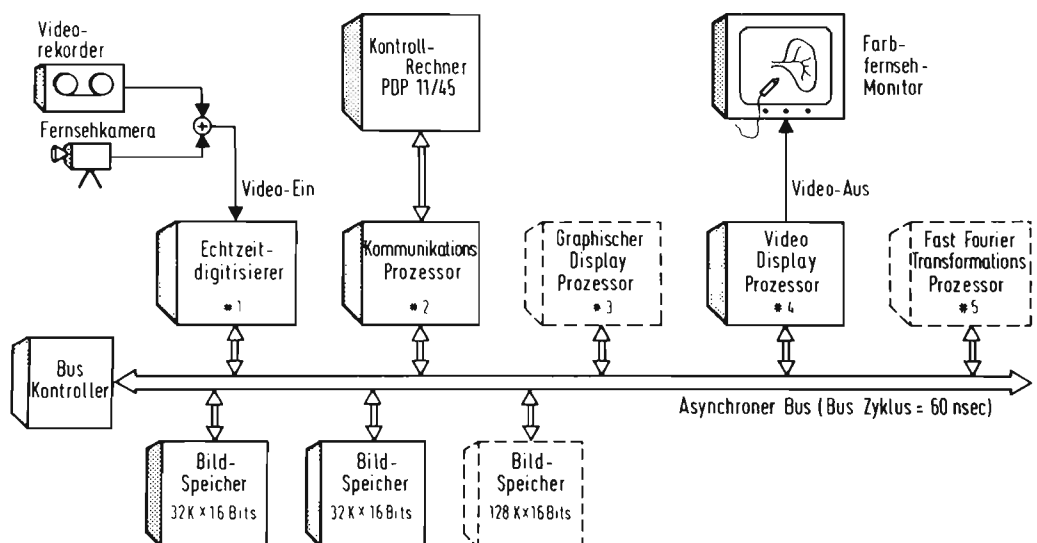 Video-
rekorder
Fernsehkamera
Video-Ein
Kontroll-
Rechner
PDP 11/45
Farb-
fernseh-
Monitor
Video-Aus
Echtzeit-
digitisierer
# 1
Kommunikations
Prozessor
# 2
Graphischer
Display
Prozessor
# 3
Video
Display
Prozessor
# 4
Fast Fourier
Transformations
Prozessor
# 5
Bus
Kontroller
Asynchroner Bus (Bus Zyklus = 60 nsec)
Bild-
Speicher
32K × 16 Bits
Bild-
Speicher
32K × 16 Bits
Bild-
Speicher
128 K × 16 Bits